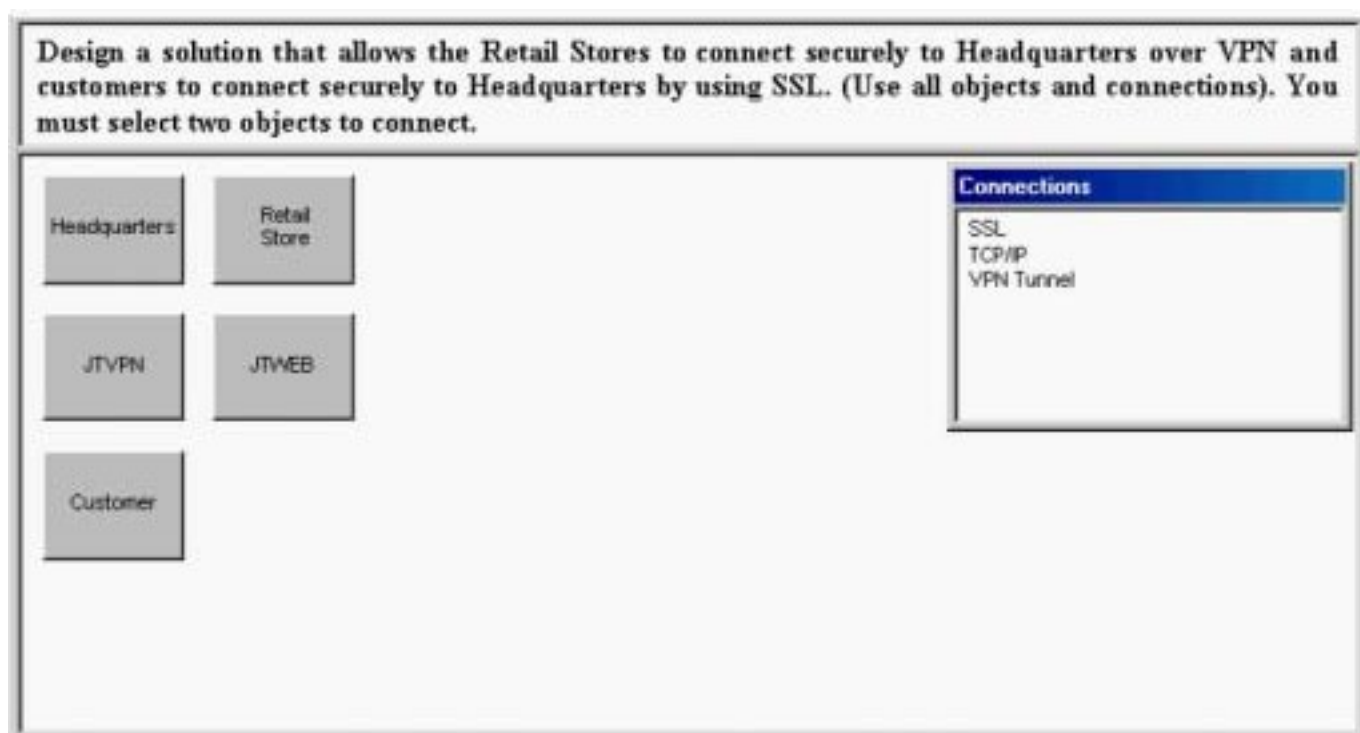 Design a solution that allows the Retail Stores to connect securely to Headquarters over VPN and
customers to connect securely to Headquarters by using SSL. (Use all objects and connections). You
must select two objects to connect.
Headquarters
Retail
Store
Connections
SSL
TCP/IP
VPN Tunnel
JTVPN
JTWEB
Customer